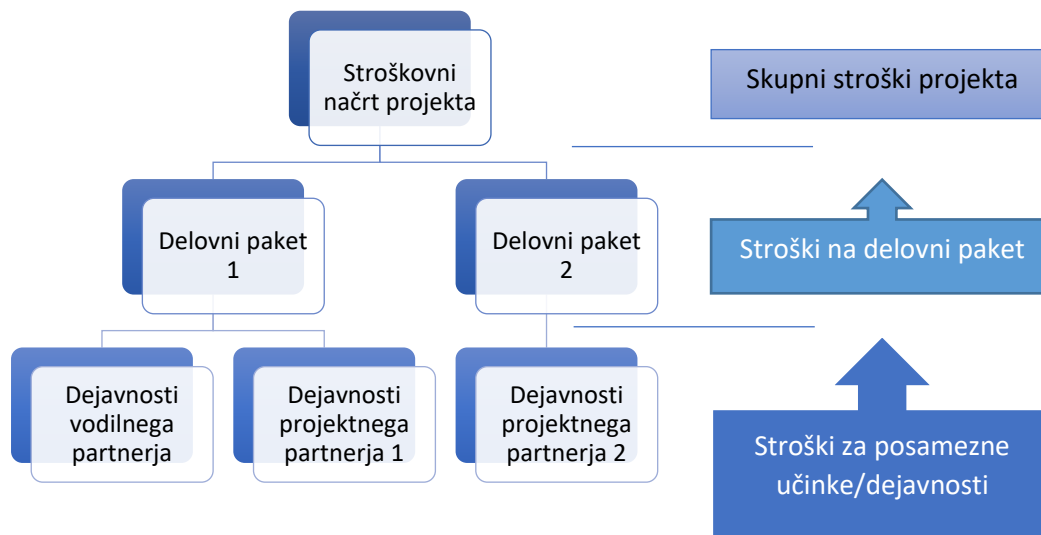 Stroškovni
načrt projekta
Skupni stroški projekta
Delovni paket
1
Delovni paket
2
Stroški na delovni paket
Dejavnosti
vodilnega
partnerja
Dejavnosti
projektnega
partnerja 1
Dejavnosti
projektnega
partnerja 2
Stroški za posamezne
učinke/dejavnosti